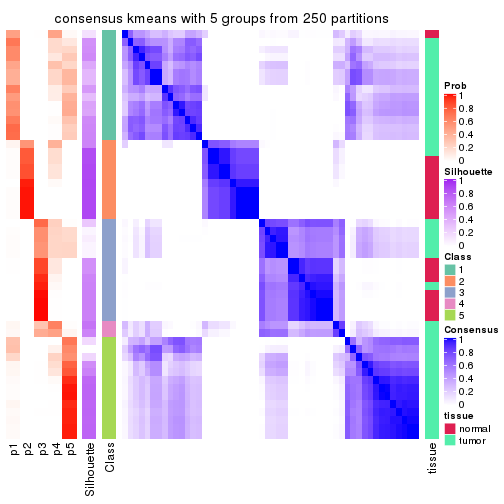 consensus kmeans with 5 groups from 250 partitions
Prob
1
0.8
0.6
0.4
0.2
0
Silhouette
1
0.8
0.6
0.4
0.2
0
Class
1
2
3
4
5
Consensus
1
0.8
0.6
0.4
0.2
0
tissue
normal
tumor
p1
p2
p3
p4
p5
Silhouette
Class
tissue